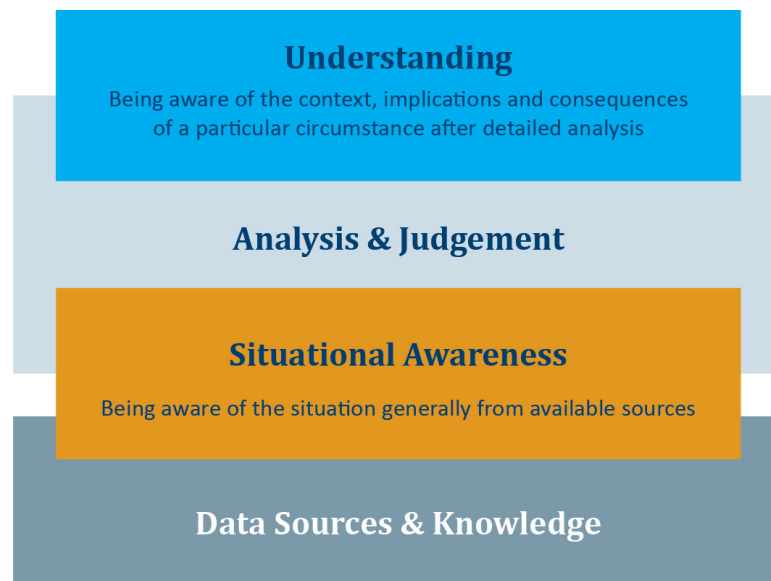 Understanding
Being aware of the context, implications and consequences
of a particular circumstance after detailed analysis
Analysis & Judgement
Situational Awareness
Being aware of the situation generally from available sources
Data Sources & Knowledge